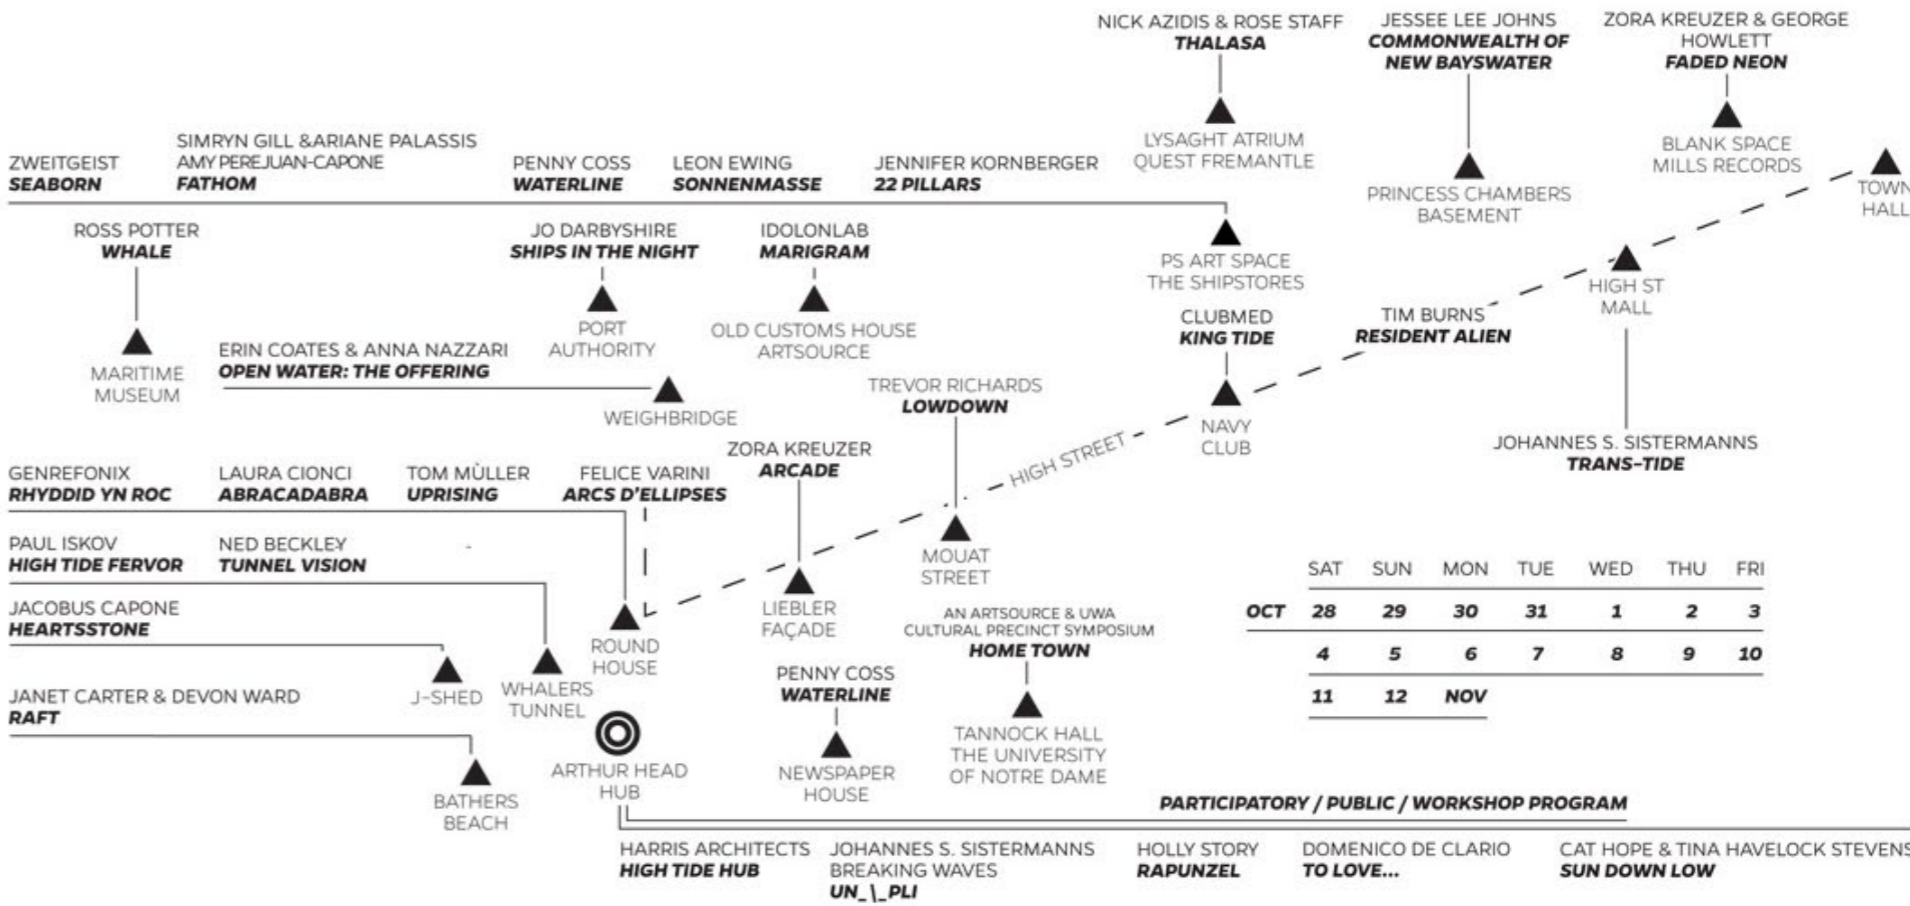 NICK AZIDIS & ROSE STAFF
THALASA
LYSAGHT ATRIUM
QUEST FREMANTLE
JESSEE LEE JOHNS
COMMONWEALTH OF
NEW BAYSWATER
PRINCESS CHAMBERS
BASEMENT
ZORA KREUZER & GEORGE
HOWLETT
FADED NEON
BLANK SPACE
MILLS RECORDS
TOWN
HALL
ZWEITGEIST
SEABORN
SIMRYN GILL &ARIANE PALASSIS
AMY PEREJUAN-CAPONE
FATHOM
PENNY COSS
WATERLINE
LEON EWING
SONNENMASSE
JENNIFER KORNBERGER
22 PILLARS
PS ART SPACE
THE SHIPSTORES
ROSS POTTER
WHALE
MARITIME
MUSEUM
JO DARBYSHIRE
SHIPS IN THE NIGHT
PORT
AUTHORITY
IDOLONLAB
MARIGRAM
OLD CUSTOMS HOUSE
ARTSOURCE
CLUBMED
KING TIDE
NAVY
CLUB
TIM BURNS
RESIDENT ALIEN
HIGH ST
MALL
JOHANNES S. SISTERMANNS
TRANS-TIDE
ERIN COATES & ANNA NAZZARI
OPEN WATER: THE OFFERING
WEIGHBRIDGE
TREVOR RICHARDS
LOWDOWN
MOUAT
STREET
HIGH STREET
ZORA KREUZER
ARCADE
LIEBLER
FAÇADE
GENREFONIX
RHYDDID YN ROC
LAURA CIONCI
ABRACADABRA
TOM MÙLLER
UPRISING
FELICE VARINI
ARCS D'ELLIPSES
ROUND
HOUSE
PAUL ISKOV
HIGH TIDE FERVOR
NED BECKLEY
TUNNEL VISION
WHALERS
TUNNEL
JACOBUS CAPONE
HEARTSSTONE
J-SHED
JANET CARTER & DEVON WARD
RAFT
BATHERS
BEACH
ARTHUR HEAD
HUB
PENNY COSS
WATERLINE
NEWSPAPER
HOUSE
AN ARTSOURCE & UWA
CULTURAL PRECINCT SYMPOSIUM
HOME TOWN
TANNOCK HALL
THE UNIVERSITY
OF NOTRE DAME
SAT SUN MON TUE WED THU FRI
OCT 28 29 30 31 1 2 3
4 5 6 7 8 9 10
11 12 NOV
PARTICIPATORY / PUBLIC / WORKSHOP PROGRAM
HARRIS ARCHITECTS
HIGH TIDE HUB
JOHANNES S. SISTERMANNS
BREAKING WAVES
UN_\_PLI
HOLLY STORY
RAPUNZEL
DOMENICO DE CLARIO
TO LOVE...
CAT HOPE & TINA HAVELOCK STEVENS
SUN DOWN LOW